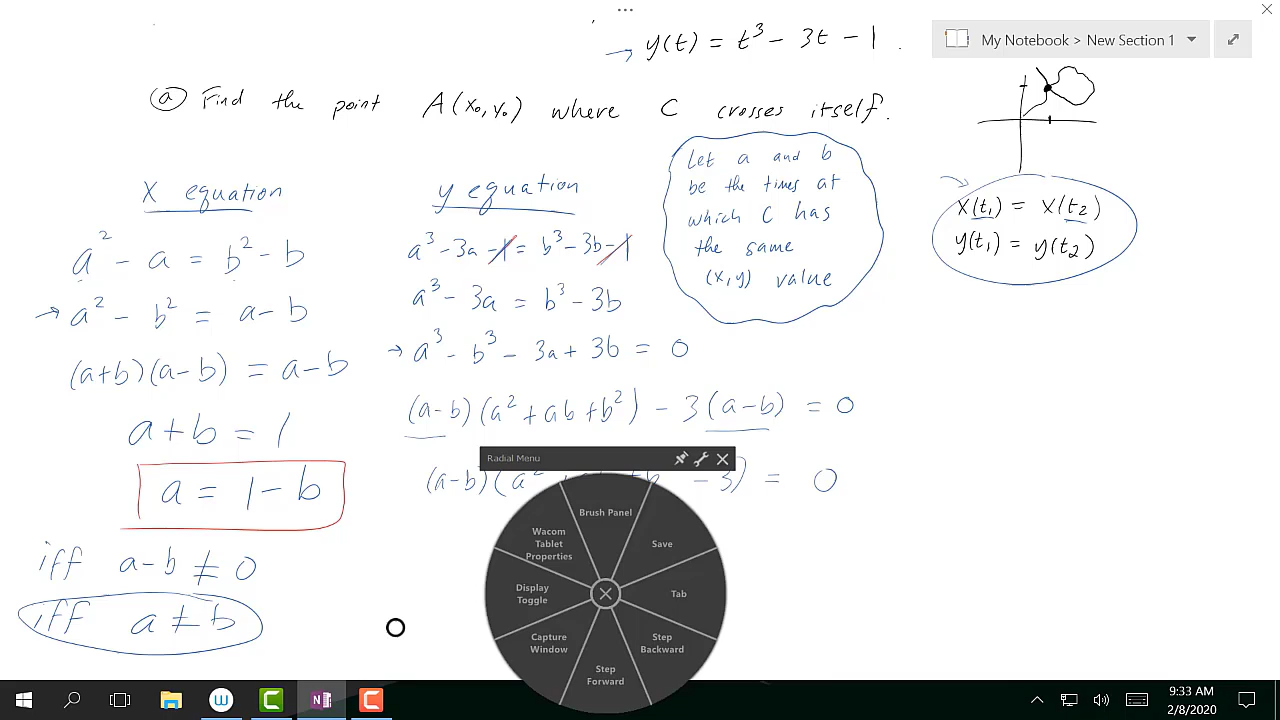 → y(t) = t³ - 3t - 1.
My Notebook > New Section 1
ⓐ Find the point A(x₀,y₀) where C crosses itself.
X equation
a² - a = b² - b
→ a² - b² = a - b
(a+b)(a-b) = a-b
a+b = 1
a = 1 - b
iff a-b ≠ 0
iff a ≠ b
y equation
a³ - 3a - 1 = b³ - 3b - 1
a³ - 3a = b³ - 3b
→ a³ - b³ - 3a + 3b = 0
(a-b)(a² + ab + b²) - 3(a-b) = 0
(a-b)(a² - 3) = 0
Let a and b
be the times at
which C has
the same
(x,y) value
x(t₁) = x(t₂)
y(t₁) = y(t₂)
Radial Menu
Brush Panel
Save
Tab
Step
Backward
Step
Forward
Capture
Window
Display
Toggle
Wacom
Tablet
Properties
9:33 AM
2/8/2020